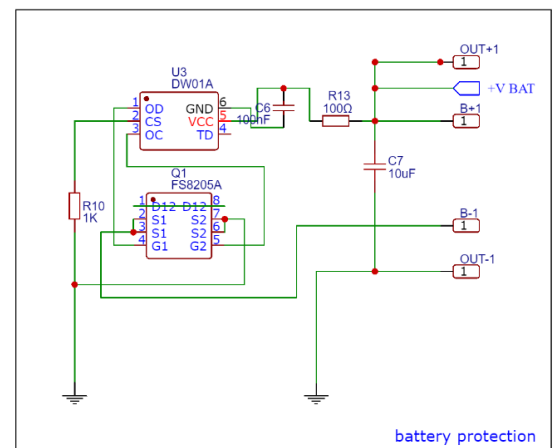 OUT+1
1
+V BAT
B+1
1
U3
DW01A
1 OD GND 6
2 CS VCC 5
3 OC TD 4
C6
100nF
R13
100Ω
C7
10uF
Q1
FS8205A
1 D12 D12 8
2 S1 S2 7
3 S1 S2 6
4 G1 G2 5
R10
1K
B-1
1
OUT-1
1
battery protection